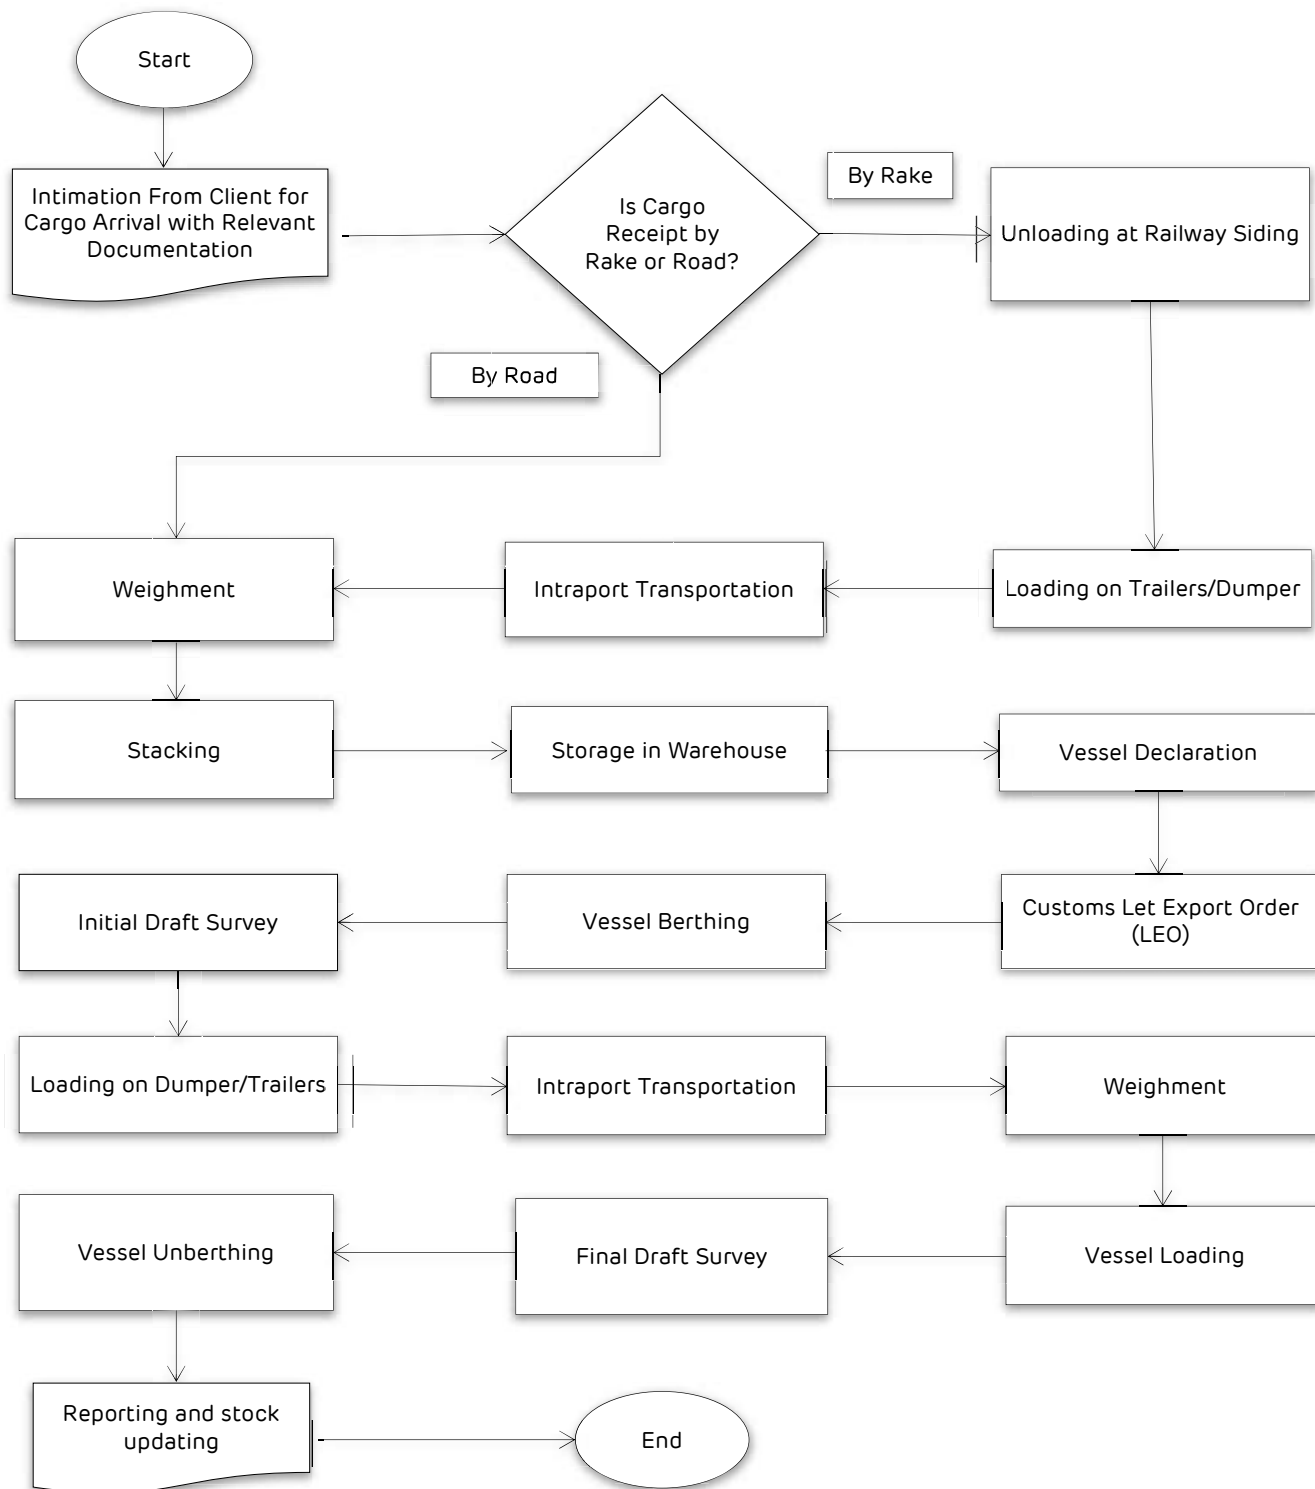 Start
Intimation From Client for
Cargo Arrival with Relevant
Documentation
Is Cargo
Receipt by
Rake or Road?
By Rake
Unloading at Railway Siding
By Road
Weighment
Intraport Transportation
Loading on Trailers/Dumper
Stacking
Storage in Warehouse
Vessel Declaration
Initial Draft Survey
Vessel Berthing
Customs Let Export Order
(LEO)
Loading on Dumper/Trailers
Intraport Transportation
Weighment
Vessel Unberthing
Final Draft Survey
Vessel Loading
Reporting and stock
updating
End